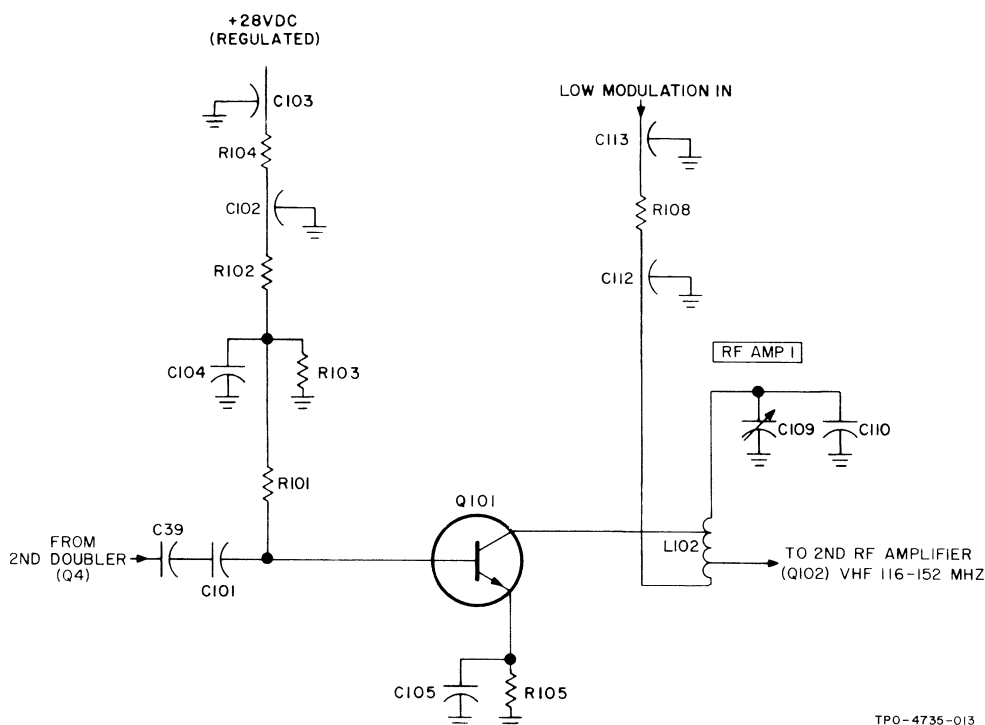 +28VDC
(REGULATED)
C103
R104
C102
R102
C104
R103
R101
LOW MODULATION IN
C113
R108
C112
RF AMP 1
C109
C110
Q101
L102
FROM
2ND DOUBLER
(Q4)
C39
C101
TO 2ND RF AMPLIFIER
(Q102) VHF 116-152 MHZ
C105
R105
TPO-4735-013